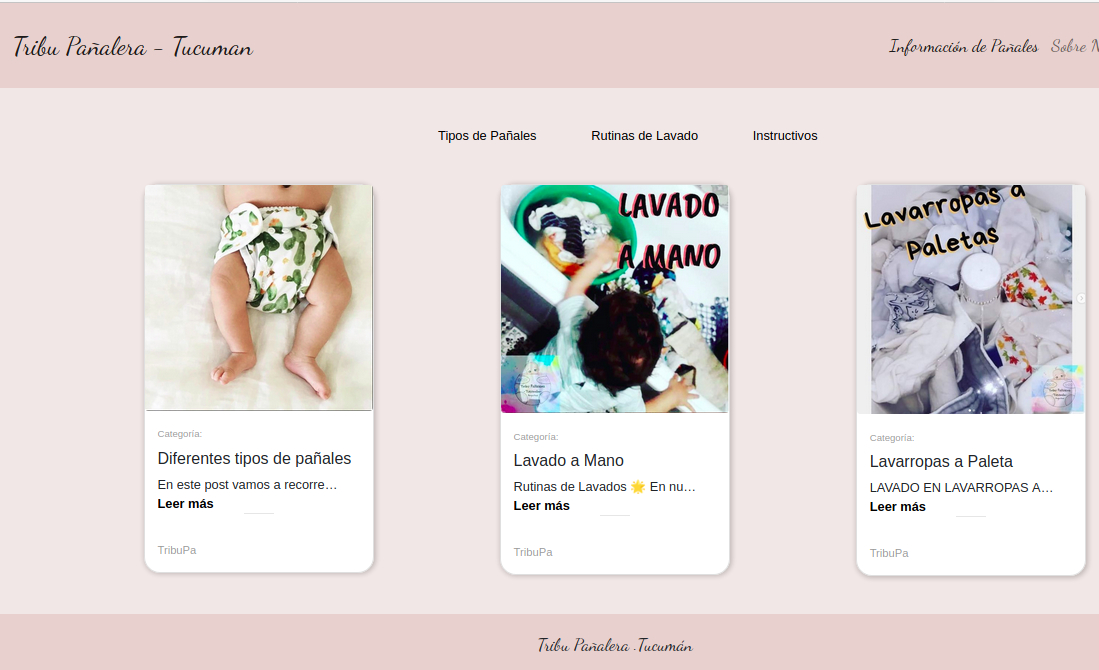 Tribu Pañalera - Tucuman
Información de Pañales Sobre N
Tipos de Pañales Rutinas de Lavado Instructivos
LAVADO
A MANO
Lavarropas a
Paletas
Categoría:
Diferentes tipos de pañales
En este post vamos a recorre...
Leer más
TribuPa
Categoría:
Lavado a Mano
Rutinas de Lavados 🌟 En nu...
Leer más
TribuPa
Categoría:
Lavarropas a Paleta
LAVADO EN LAVARROPAS A...
Leer más
TribuPa
Tribu Pañalera .Tucumán